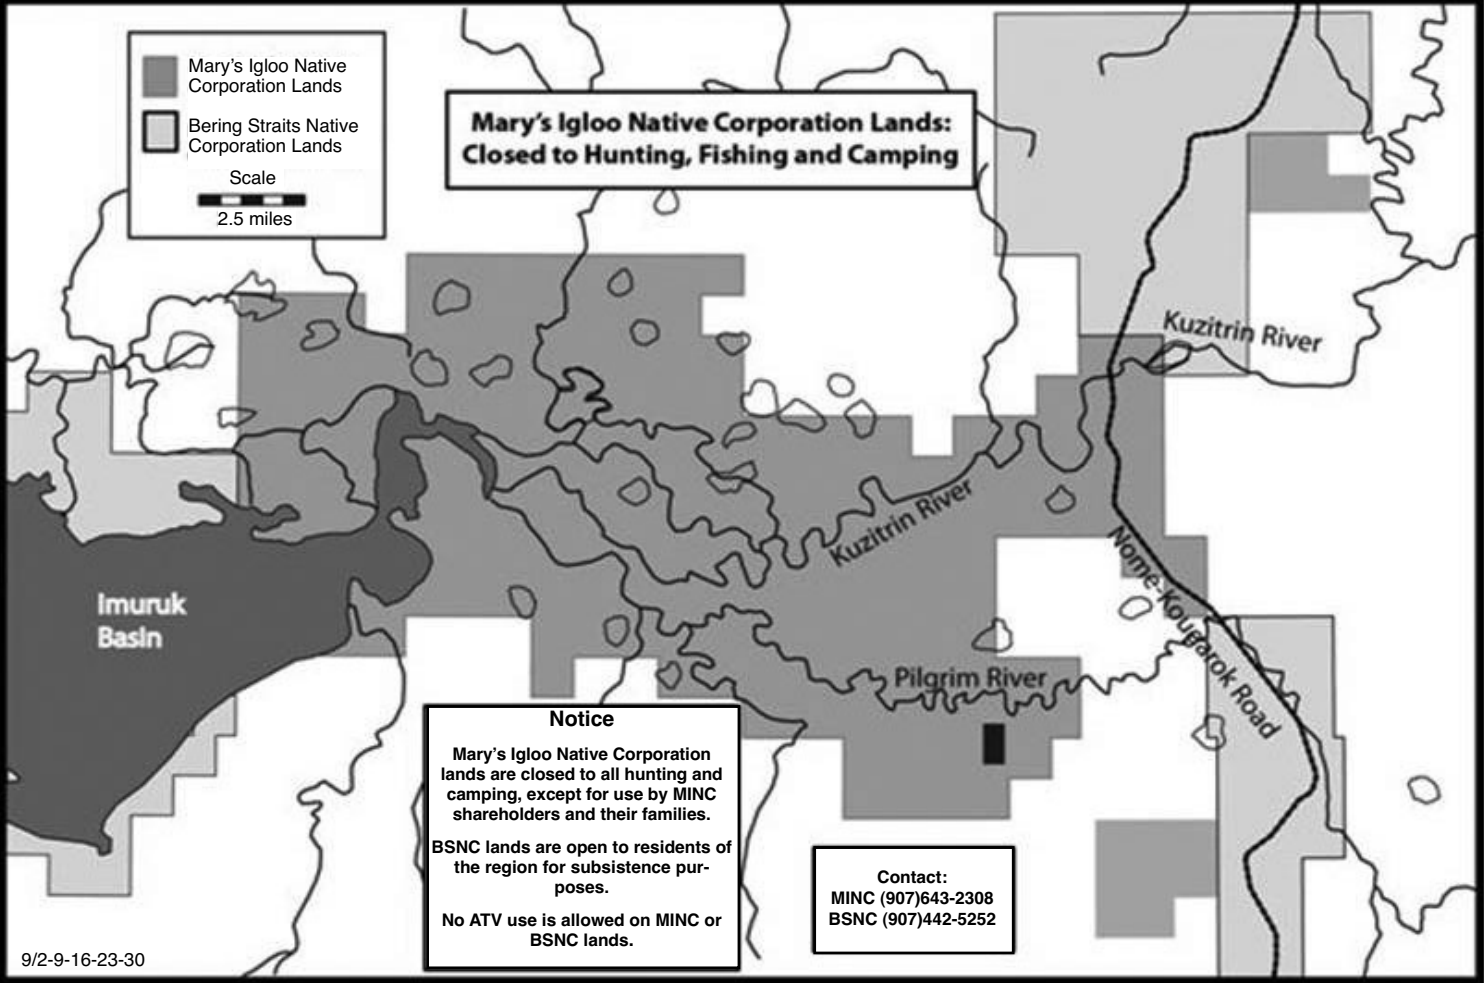 Mary's Igloo Native
Corporation Lands
Bering Straits Native
Corporation Lands
Scale
2.5 miles
Mary's Igloo Native Corporation Lands:
Closed to Hunting, Fishing and Camping
Kuzitrin River
Kuzitrin River
Nome-Kougarok Road
Imuruk
Basin
Pilgrim River
Notice
Mary's Igloo Native Corporation
lands are closed to all hunting and
camping, except for use by MINC
shareholders and their families.
BSNC lands are open to residents of
the region for subsistence pur-
poses.
No ATV use is allowed on MINC or
BSNC lands.
Contact:
MINC (907)643-2308
BSNC (907)442-5252
9/2-9-16-23-30